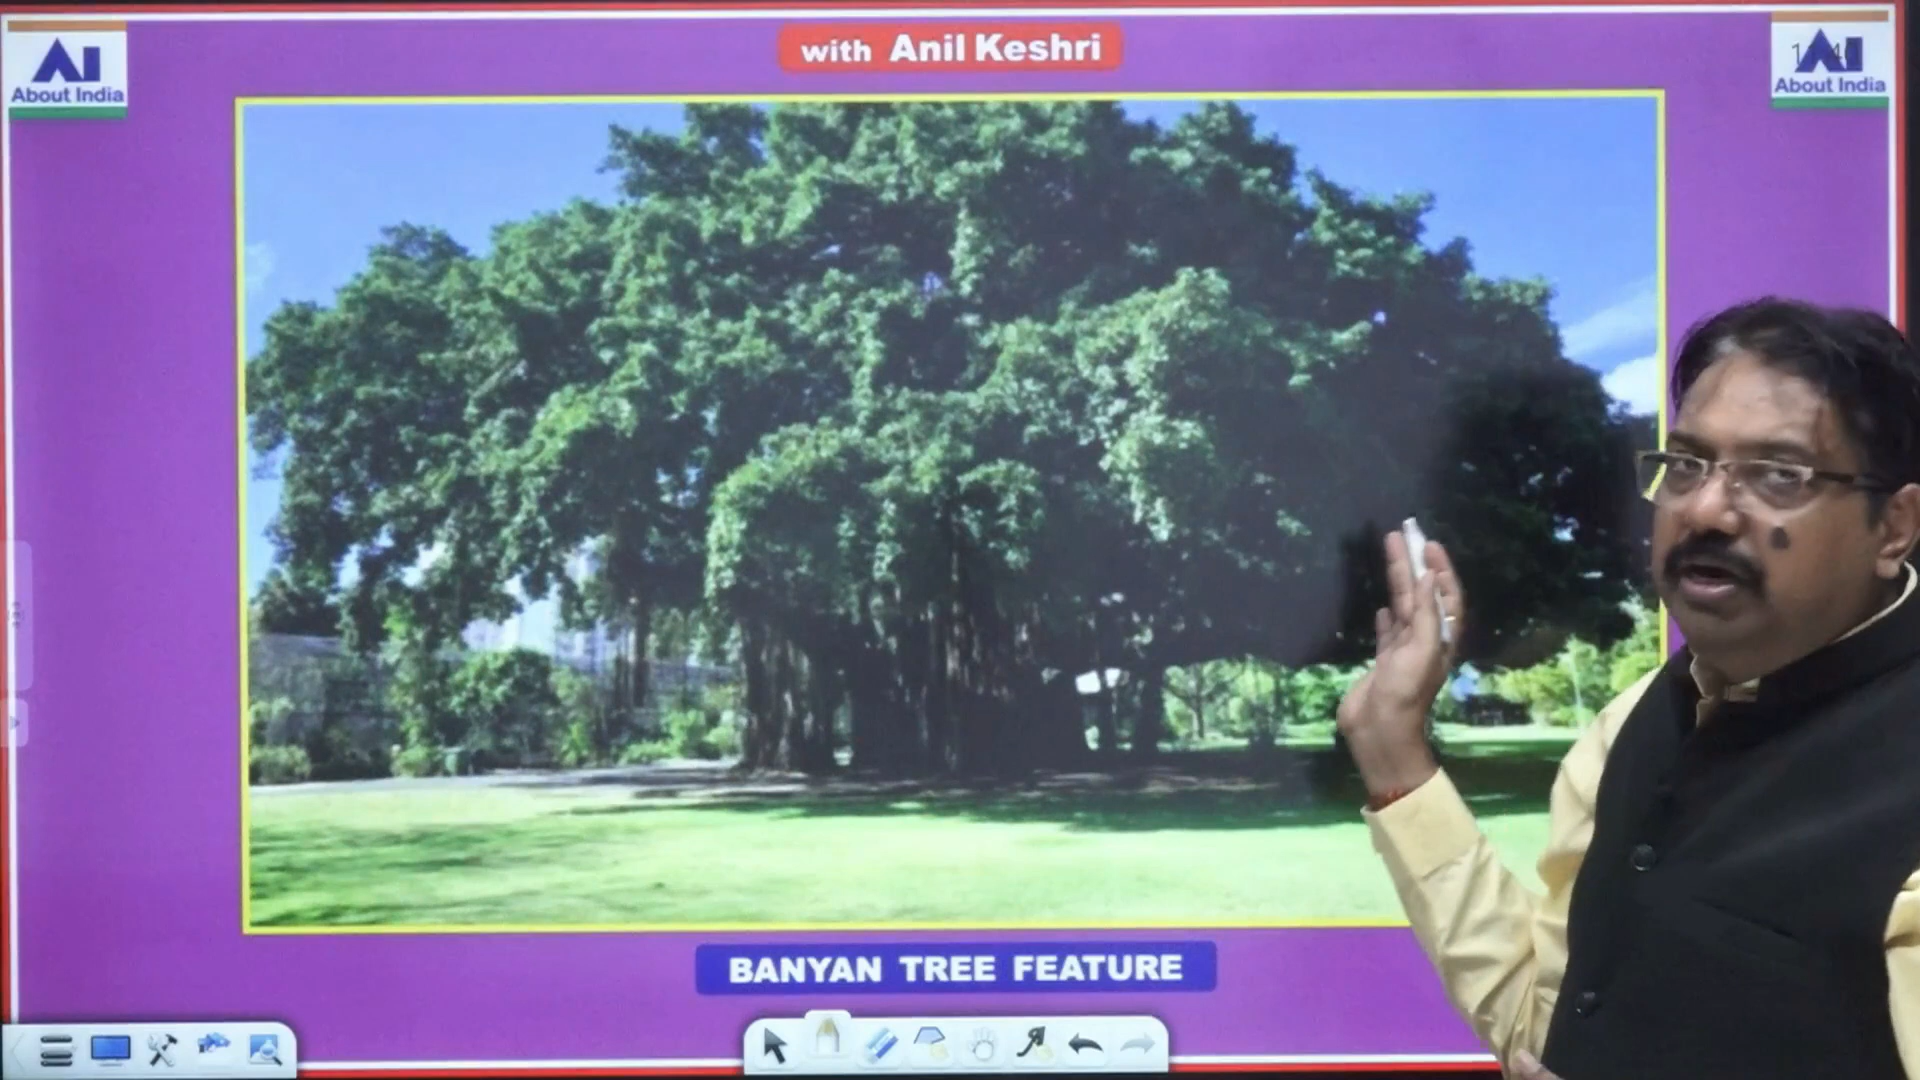 with Anil Keshri
AI
About India
AI
About India
BANYAN TREE FEATURE